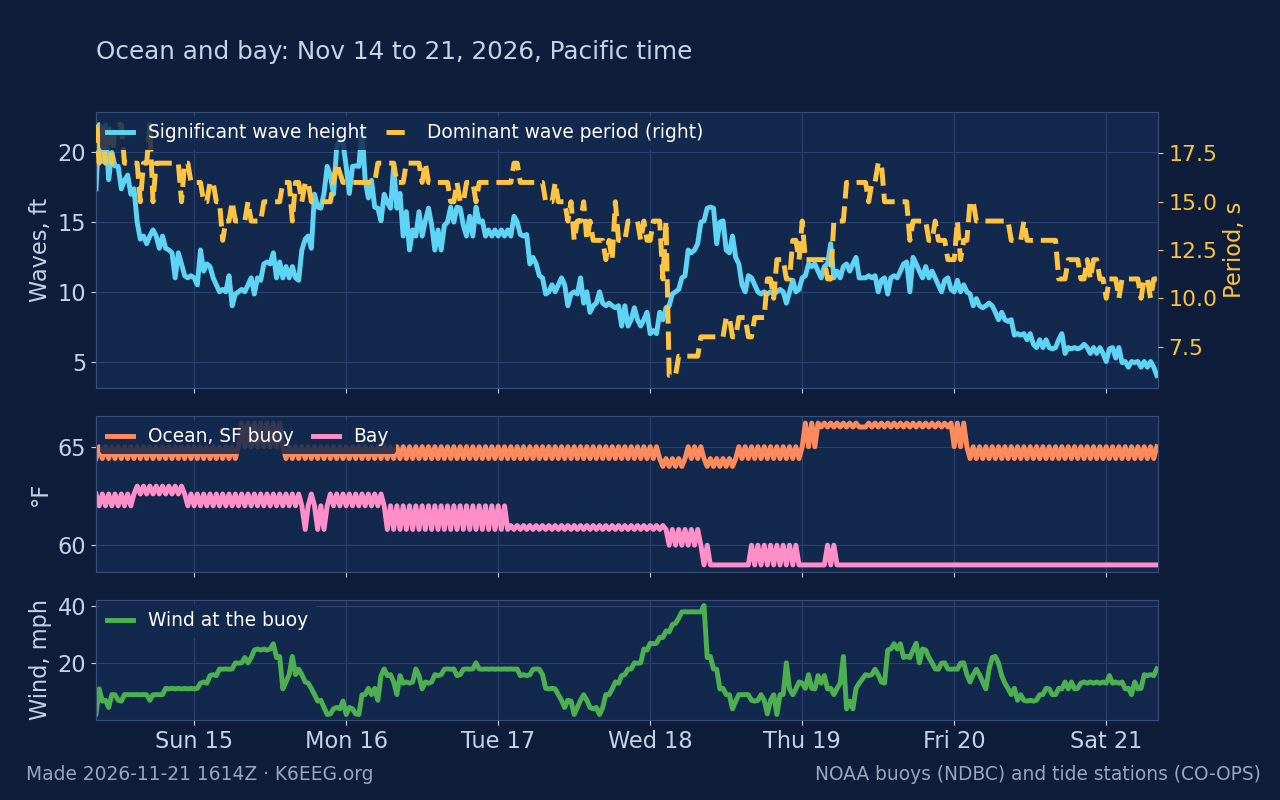 Ocean and bay: Nov 14 to 21, 2026, Pacific time
Significant wave height
Dominant wave period (right)
20
15
10
5
Waves, ft
17.5
15.0
12.5
10.0
7.5
Period, s
Ocean, SF buoy
Bay
65
60
°F
Wind at the buoy
40
20
Wind, mph
Sun 15
Mon 16
Tue 17
Wed 18
Thu 19
Fri 20
Sat 21
Made 2026-11-21 1614Z · K6EEG.org
NOAA buoys (NDBC) and tide stations (CO-OPS)